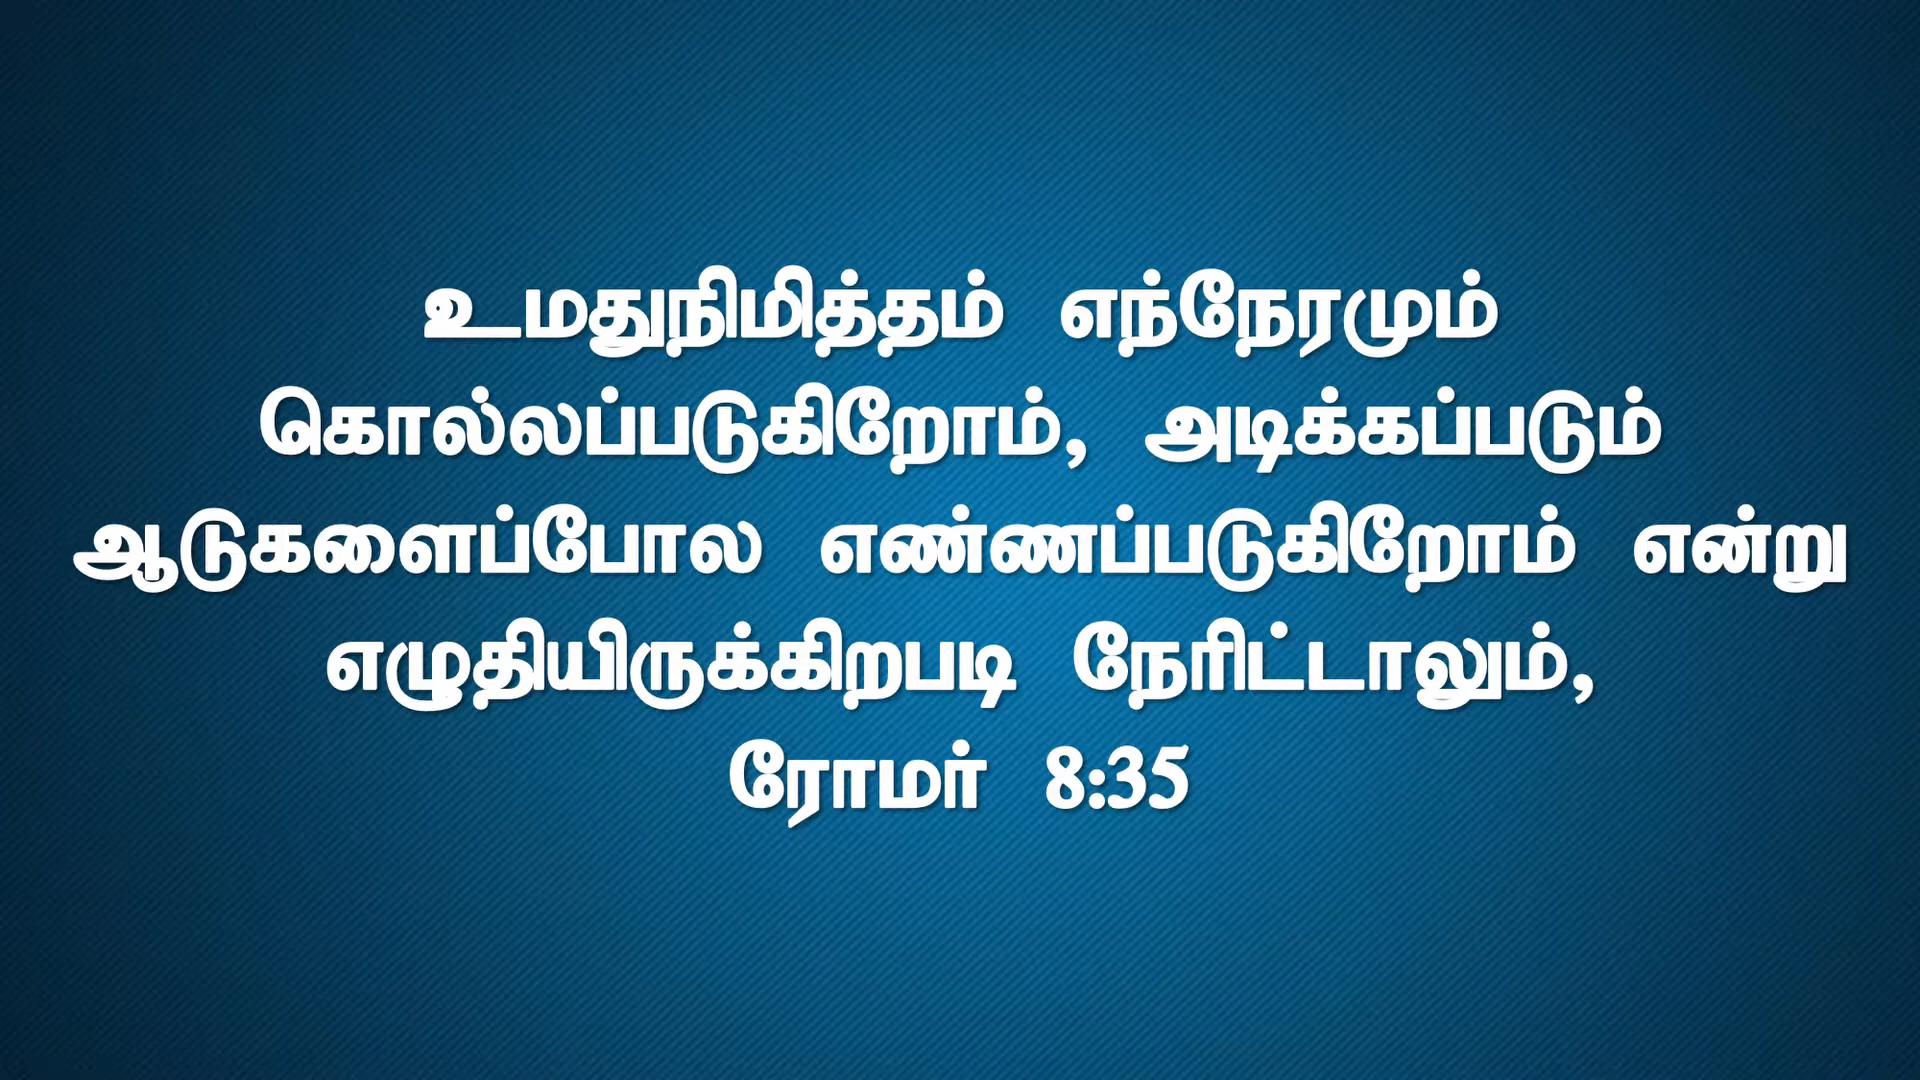 உமதுநிமித்தம் எந்நேரமும்
கொல்லப்படுகிறோம், அடிக்கப்படும்
ஆடுகளைப்போல எண்ணப்படுகிறோம் என்று
எழுதியிருக்கிறபடி நேரிட்டாலும்,
ரோமர் 8:35